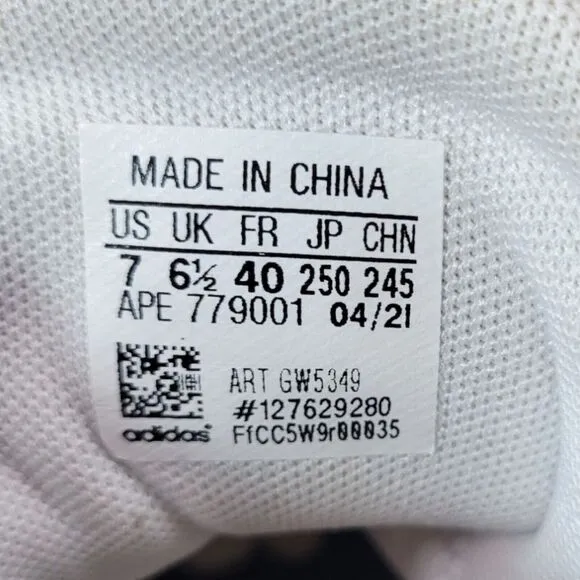 MADE IN CHINA
US UK FR JP CHN
7 6½ 40 250 245
APE 779001 04/21
ART GW5349
#127629280
adidas FfCC5W9r00035